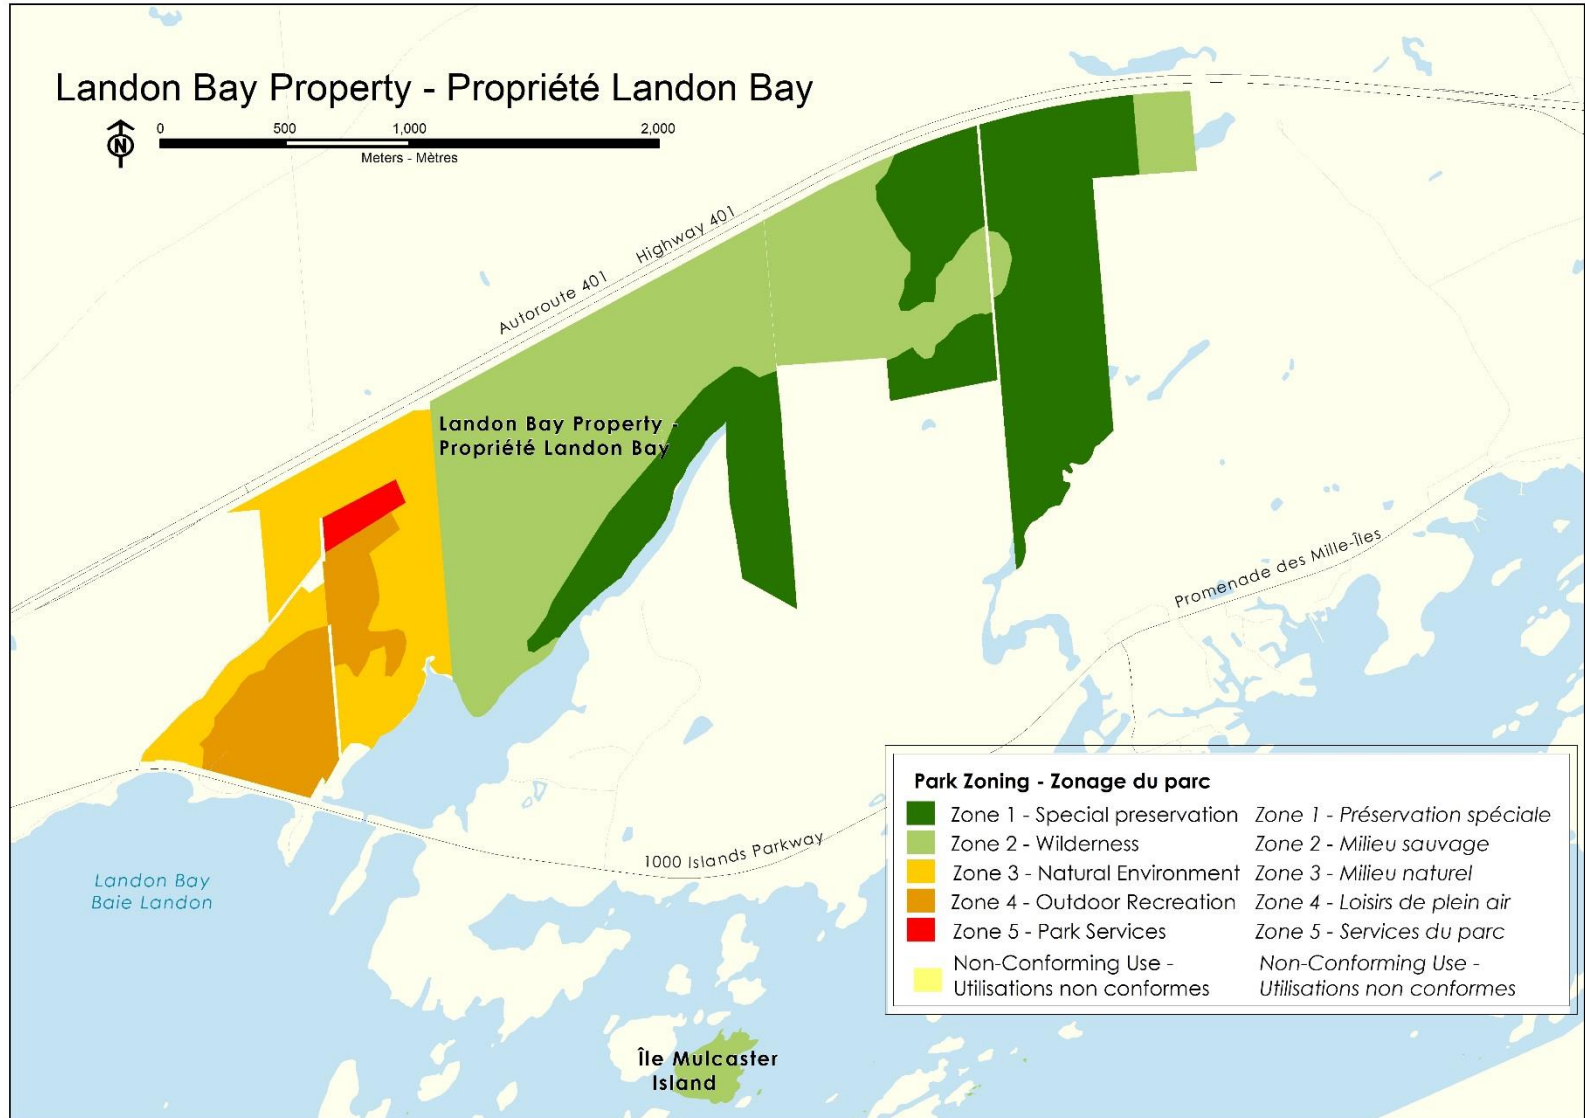 Landon Bay Property - Propriété Landon Bay
N
0 500 1,000 2,000
Meters - Mètres
Autoroute 401 Highway 401
Landon Bay Property -
Propriété Landon Bay
Promenade des Mille-Îles
1000 Islands Parkway
Landon Bay
Baie Landon
Île Mulcaster
Island
Park Zoning - Zonage du parc
Zone 1 - Special preservation Zone 1 - Préservation spéciale
Zone 2 - Wilderness Zone 2 - Milieu sauvage
Zone 3 - Natural Environment Zone 3 - Milieu naturel
Zone 4 - Outdoor Recreation Zone 4 - Loisirs de plein air
Zone 5 - Park Services Zone 5 - Services du parc
Non-Conforming Use - Non-Conforming Use -
Utilisations non conformes Utilisations non conformes